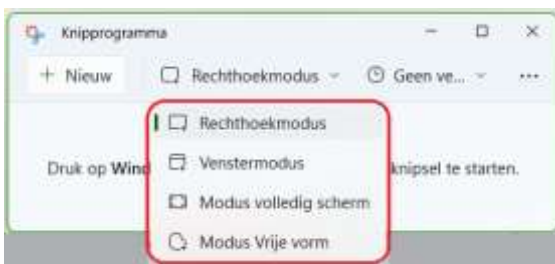 Knipprogramma
+ Nieuw Rechthoekmodus Geen ve...
Rechthoekmodus
Druk op Wind knipsel te starten.
Venstermodus
Modus volledig scherm
Modus Vrije vorm